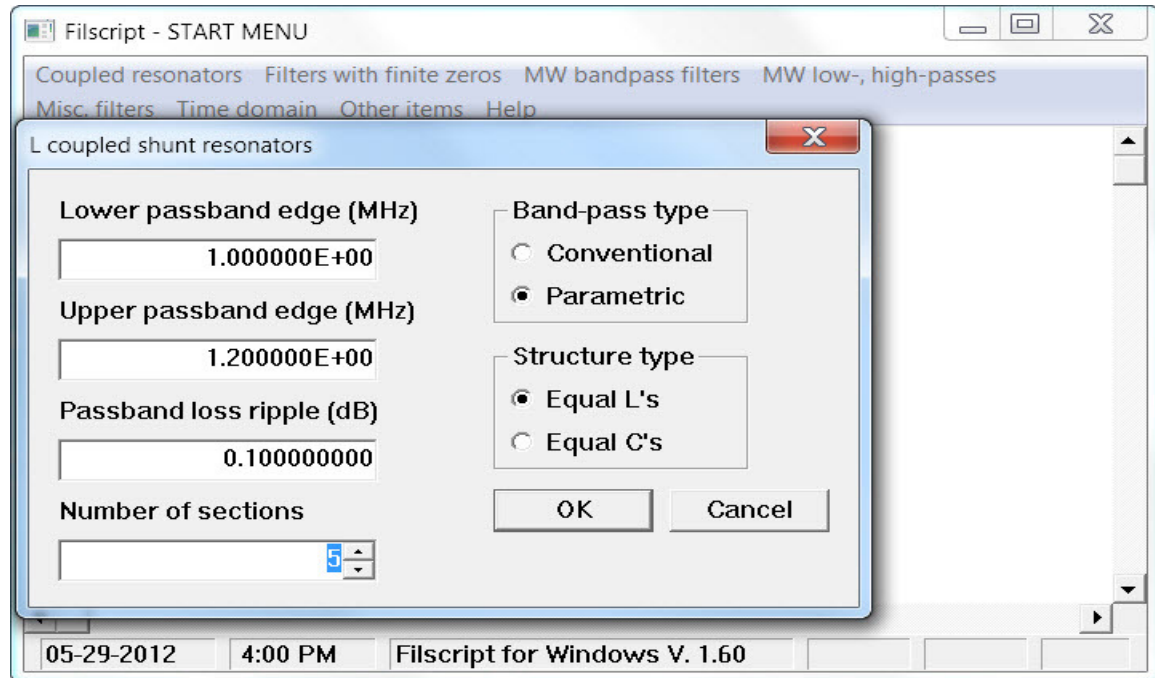 Filscript - START MENU
Coupled resonators Filters with finite zeros MW bandpass filters MW low-, high-passes
Misc. filters Time domain Other items Help
L coupled shunt resonators
Lower passband edge (MHz)
1.000000E+00
Upper passband edge (MHz)
1.200000E+00
Passband loss ripple (dB)
0.100000000
Number of sections
5
Band-pass type
Conventional
Parametric
Structure type
Equal L's
Equal C's
OK Cancel
05-29-2012 4:00 PM Filscript for Windows V. 1.60